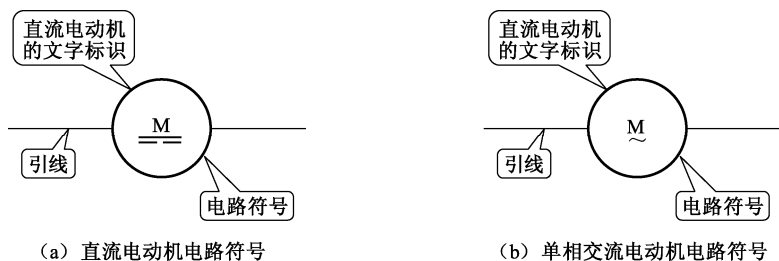 直流电动机
的文字标识
M
引线
电路符号
（a）直流电动机电路符号
直流电动机
的文字标识
M
~
引线
电路符号
（b）单相交流电动机电路符号